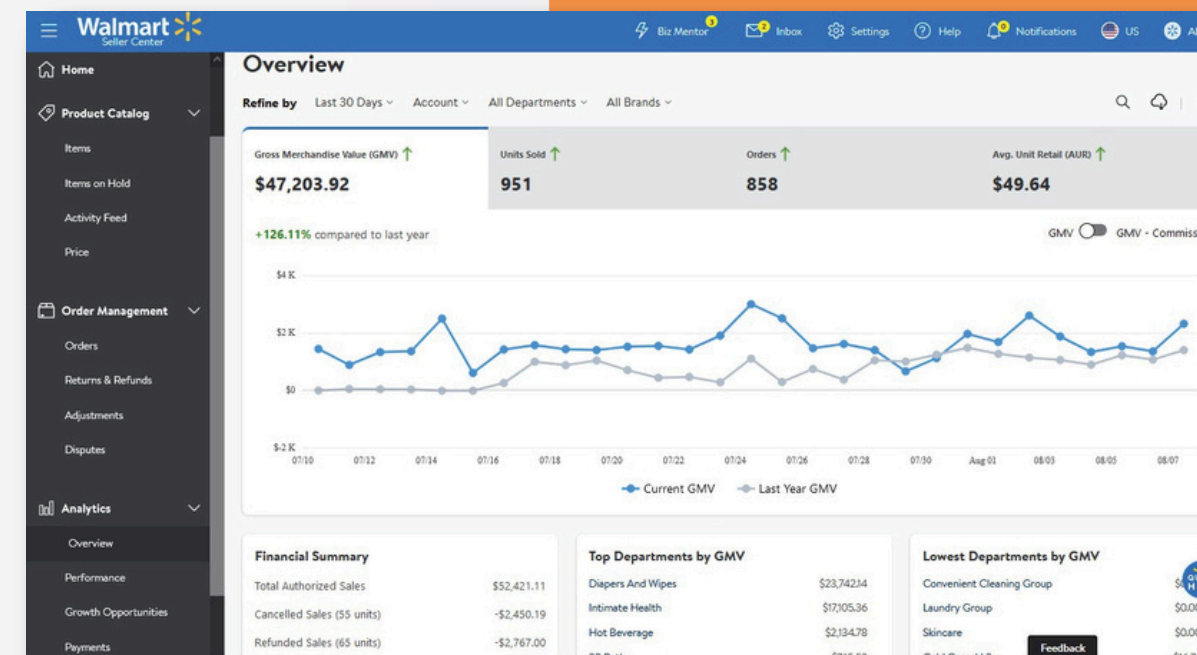 Walmart
Seller Center
Biz Mentor 3
Inbox 2
Settings
Help
Notifications 0
US
Home
Product Catalog
Items
Items on Hold
Activity Feed
Price
Order Management
Orders
Returns & Refunds
Adjustments
Disputes
Analytics
Overview
Performance
Growth Opportunities
Payments
Overview
Refine by Last 30 Days Account All Departments All Brands
Gross Merchandise Value (GMV) Units Sold Orders Avg. Unit Retail (AUR)
$47,203.92 951 858 $49.64
+126.11% compared to last year
GMV GMV - Commiss
$4 K
$2 K
$0
$-2 K
07/10 07/12 07/14 07/16 07/18 07/20 07/22 07/24 07/26 07/28 07/30 Aug 01 08/03 08/05 08/07
Current GMV Last Year GMV
Financial Summary
Total Authorized Sales $52,421.11
Cancelled Sales (55 units) -$2,450.19
Refunded Sales (65 units) -$2,767.00
Top Departments by GMV
Diapers And Wipes $23,742.14
Intimate Health $17,105.36
Hot Beverage $2,134.78
Lowest Departments by GMV
Convenient Cleaning Group
Laundry Group $0.00
Skincare $0.00
Feedback